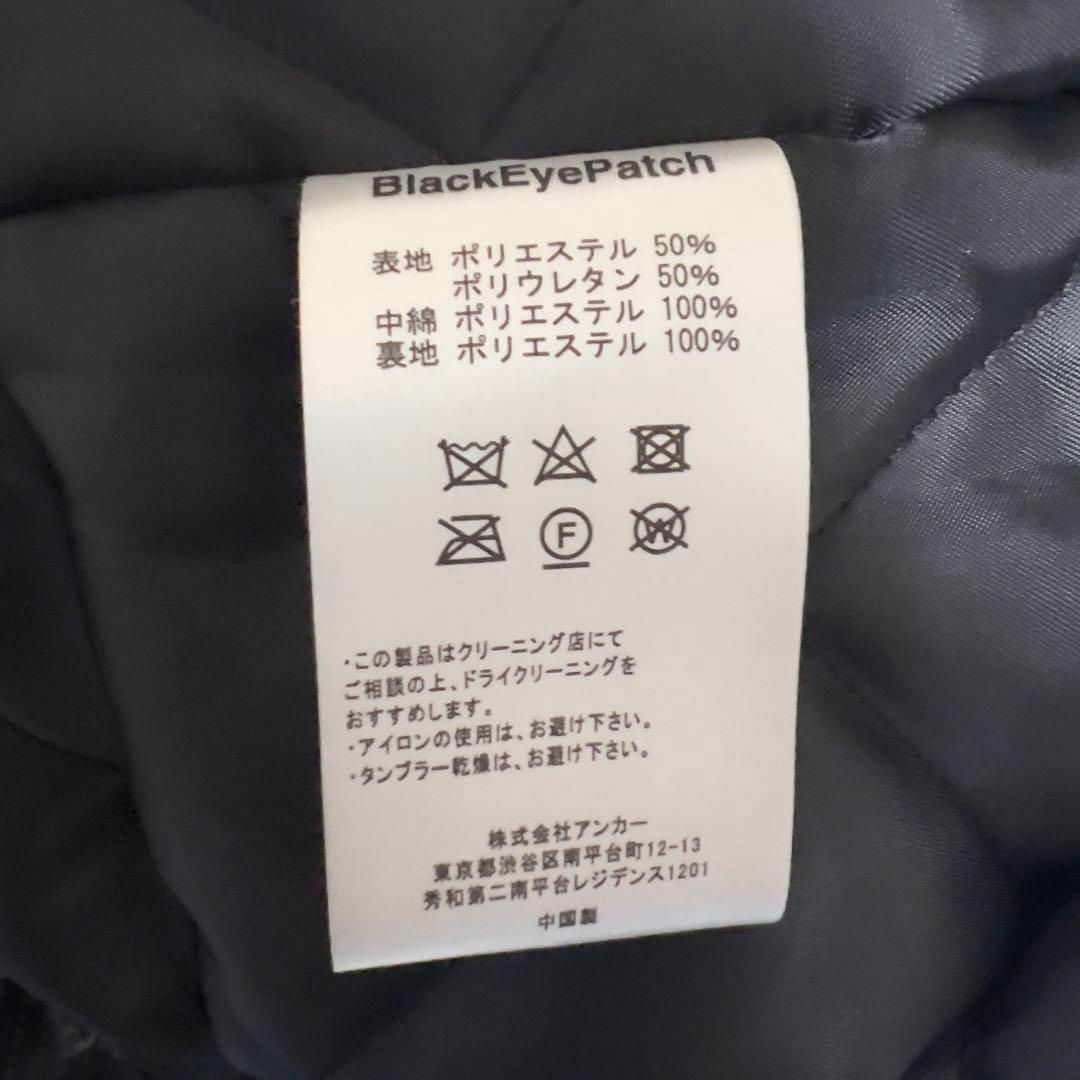 BlackEyePatch
表地 ポリエステル 50%
ポリウレタン 50%
中綿 ポリエステル 100%
裏地 ポリエステル 100%
F
W
・この製品はクリーニング店にて
ご相談の上、ドライクリーニングを
おすすめします。
・アイロンの使用は、お避け下さい。
・タンブラー乾燥は、お避け下さい。
株式会社アンカー
東京都渋谷区南平台町12-13
秀和第二南平台レジデンス1201
中国製